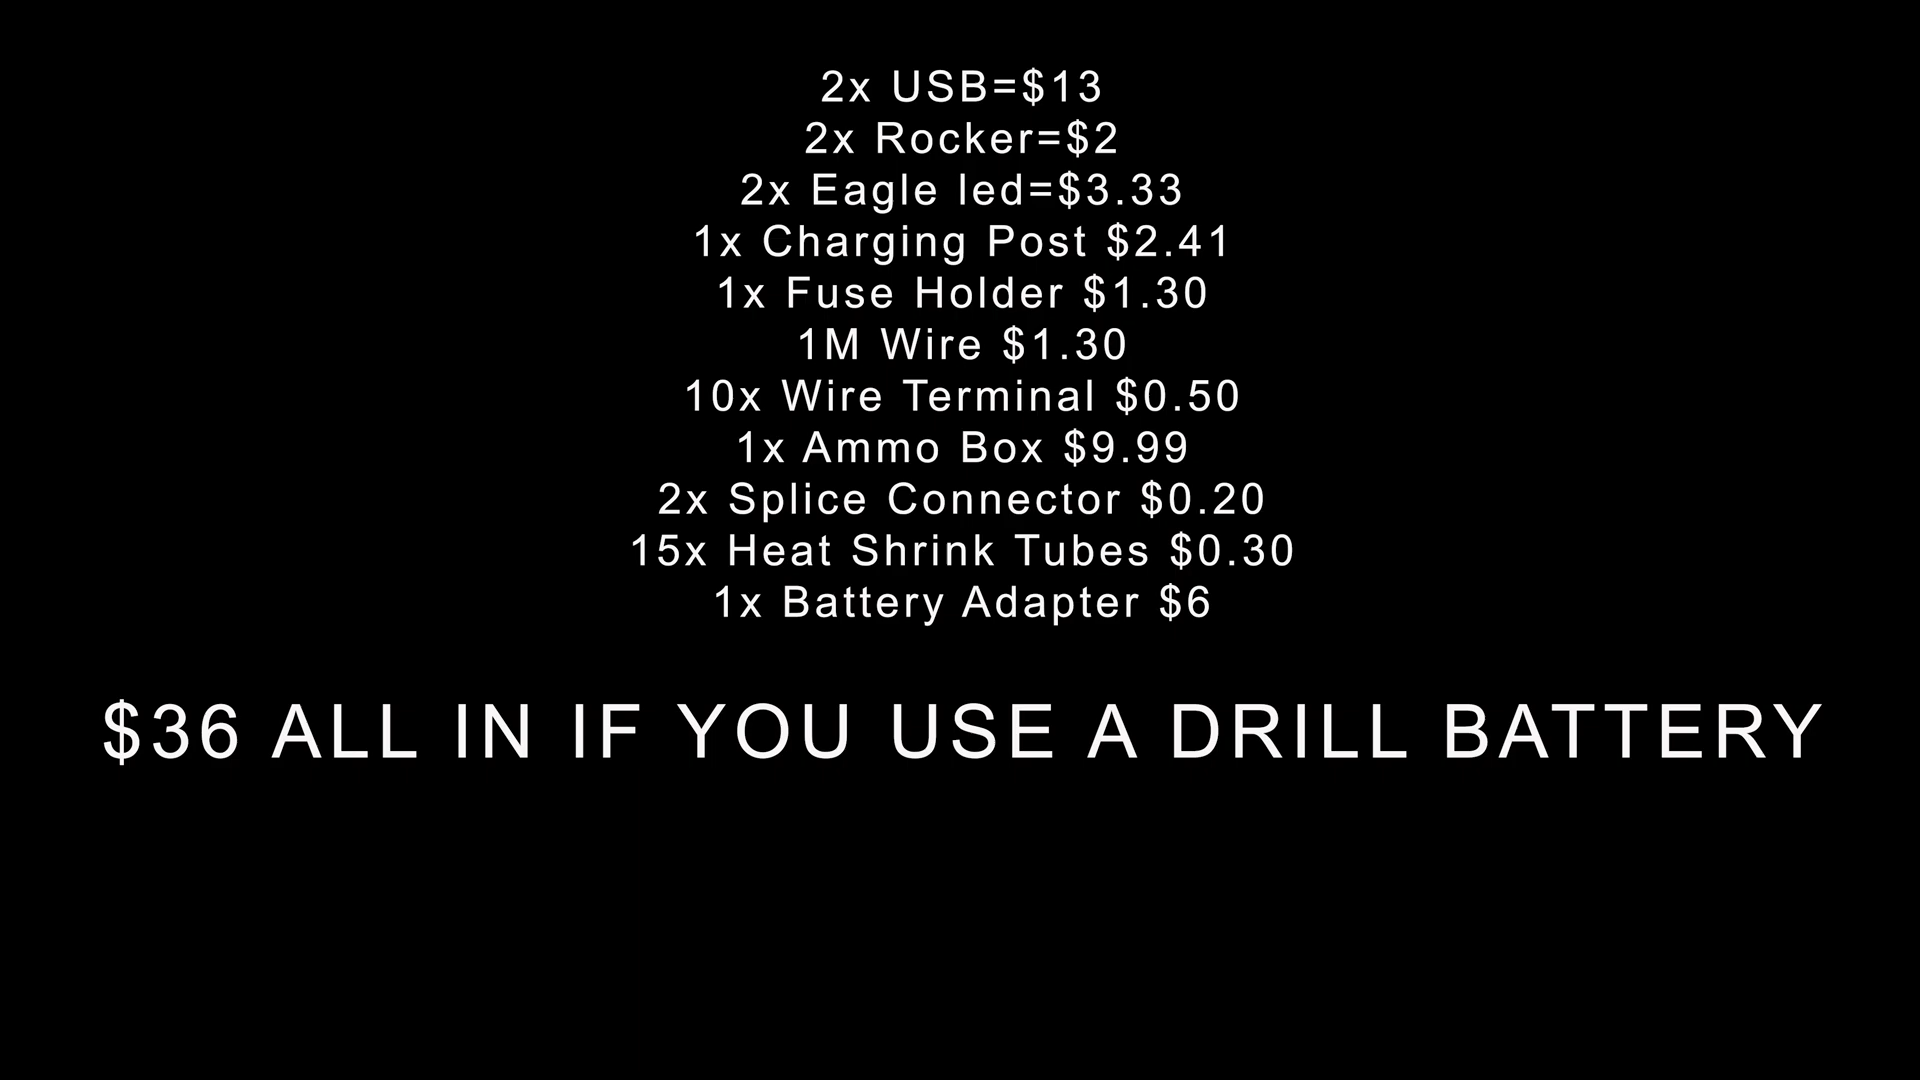 2x USB=$13
2x Rocker=$2
2x Eagle led=$3.33
1x Charging Post $2.41
1x Fuse Holder $1.30
1M Wire $1.30
10x Wire Terminal $0.50
1x Ammo Box $9.99
2x Splice Connector $0.20
15x Heat Shrink Tubes $0.30
1x Battery Adapter $6
$36 ALL IN IF YOU USE A DRILL BATTERY